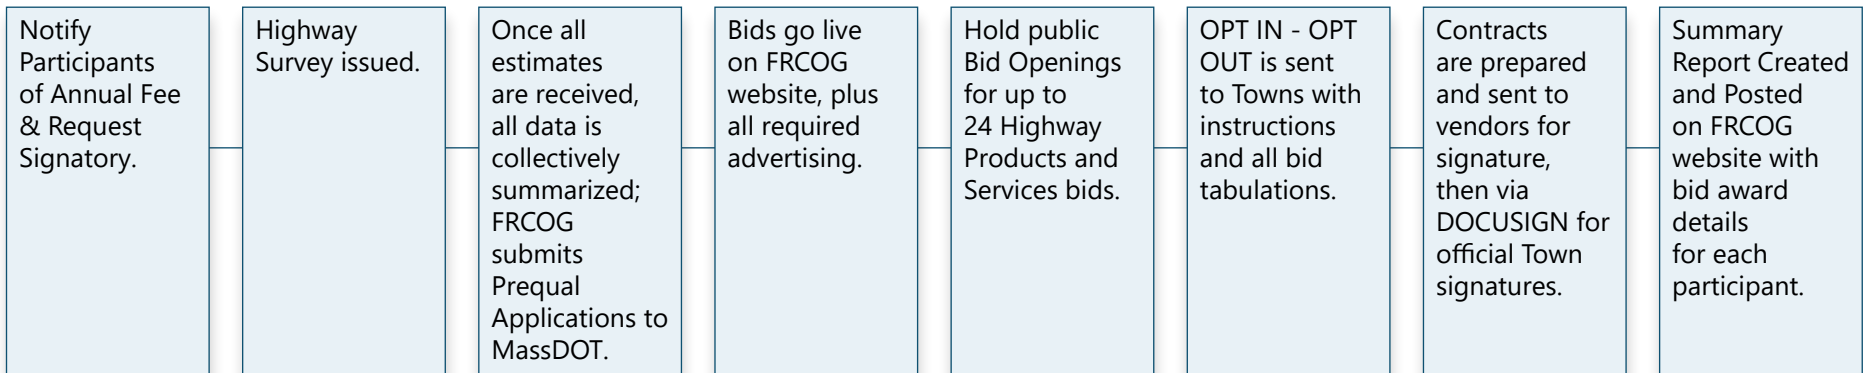 Notify
Participants
of Annual Fee
& Request
Signatory.
Highway
Survey issued.
Once all
estimates
are received,
all data is
collectively
summarized;
FRCOG
submits
Prequal
Applications to
MassDOT.
Bids go live
on FRCOG
website, plus
all required
advertising.
Hold public
Bid Openings
for up to
24 Highway
Products and
Services bids.
OPT IN - OPT
OUT is sent
to Towns with
instructions
and all bid
tabulations.
Contracts
are prepared
and sent to
vendors for
signature,
then via
DOCUSIGN for
official Town
signatures.
Summary
Report Created
and Posted
on FRCOG
website with
bid award
details
for each
participant.